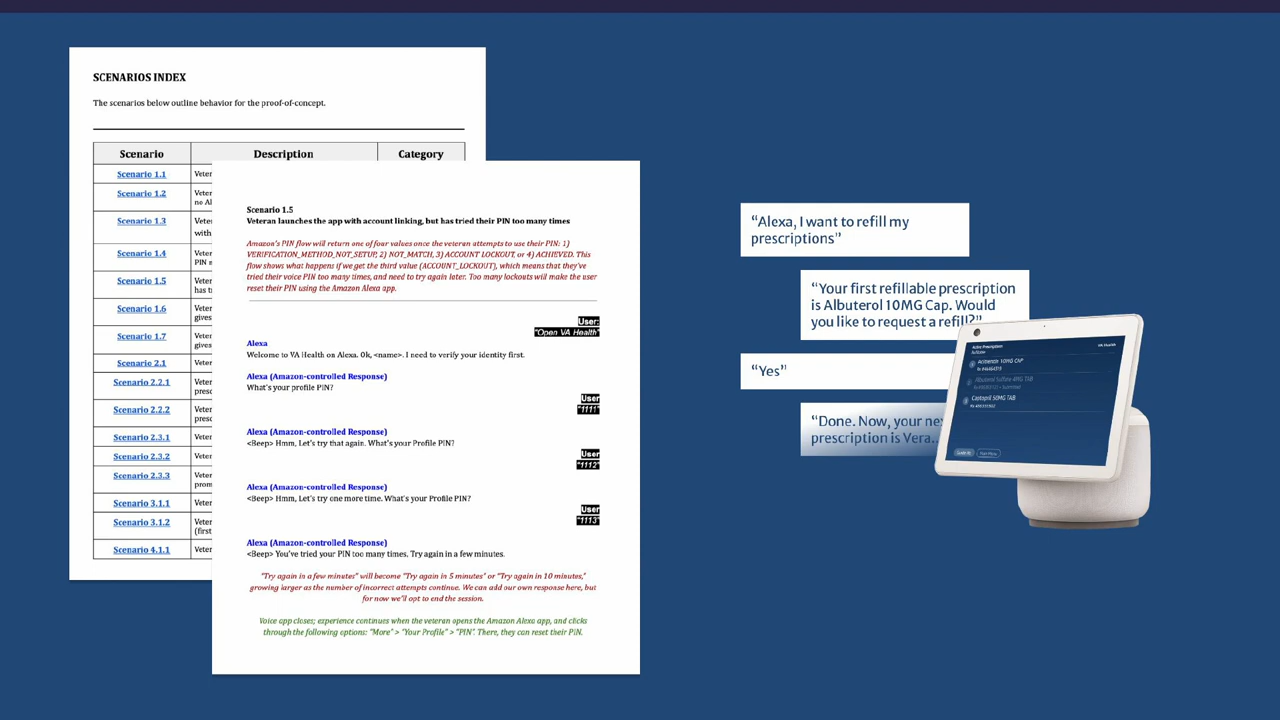 SCENARIOS INDEX
The scenarios below outline behavior for the proof-of-concept.
Scenario Description Category
Scenario 1.1
Scenario 1.2
no
Scenario 1.3
with
Scenario 1.4
PIN
Scenario 1.5
has
Scenario 1.6
gives
Scenario 1.7
gives
Scenario 2.1
Scenario 2.2.1
Scenario 2.2.2
Scenario 2.3.1
Scenario 2.3.2
Scenario 2.3.3
Scenario 3.1.1
Scenario 3.1.2
(first
Scenario 4.1.1
Scenario 1.5
Veteran launches the app with account linking, but has tried their PIN too many times
Amazon's PIN flow will return one of four values once the veteran attempts to use their PIN: 1)
VERIFICATION_METHOD_NOT_SETUP, 2) NOT_MATCH, 3) ACCOUNT LOCKOUT, or 4) ACHIEVED. This
flow shows what happens if we get the third value (ACCOUNT_LOCKOUT), which means that they've
tried their voice PIN too many times, and need to try again later. Too many lockouts will make the user
reset their PIN using the Amazon Alexa app.
User:
"Open VA Health"
Alexa
Welcome to VA Health on Alexa. Ok, <name>. I need to verify your identity first.
Alexa (Amazon-controlled Response)
What's your profile PIN?
User
"1111"
Alexa (Amazon-controlled Response)
<Beep> Hmm, Let's try that again. What's your Profile PIN?
User
"1112"
Alexa (Amazon-controlled Response)
<Beep> Hmm, Let's try one more time. What's your Profile PIN?
User
"1113"
Alexa (Amazon-controlled Response)
<Beep> You've tried your PIN too many times, Try again in a few minutes.
"Try again in a few minutes" will become "Try again in 5 minutes" or "Try again in 10 minutes,"
growing larger as the number of incorrect attempts continue. We can add our own response here, but
for now we'll opt to end the session.
Voice app closes; experience continues when the veteran opens the Amazon Alexa app, and clicks
through the following options: "More" > "Your Profile" > "PIN". There, they can reset their PIN.
“Alexa, I want to refill my
prescriptions”
“Your first refillable prescription
is Albuterol 10MG Cap. Would
you like to request a refill?”
“Yes”
“Done. Now, your
prescription is Vera..
VA Health
Captopril 50MG TAB